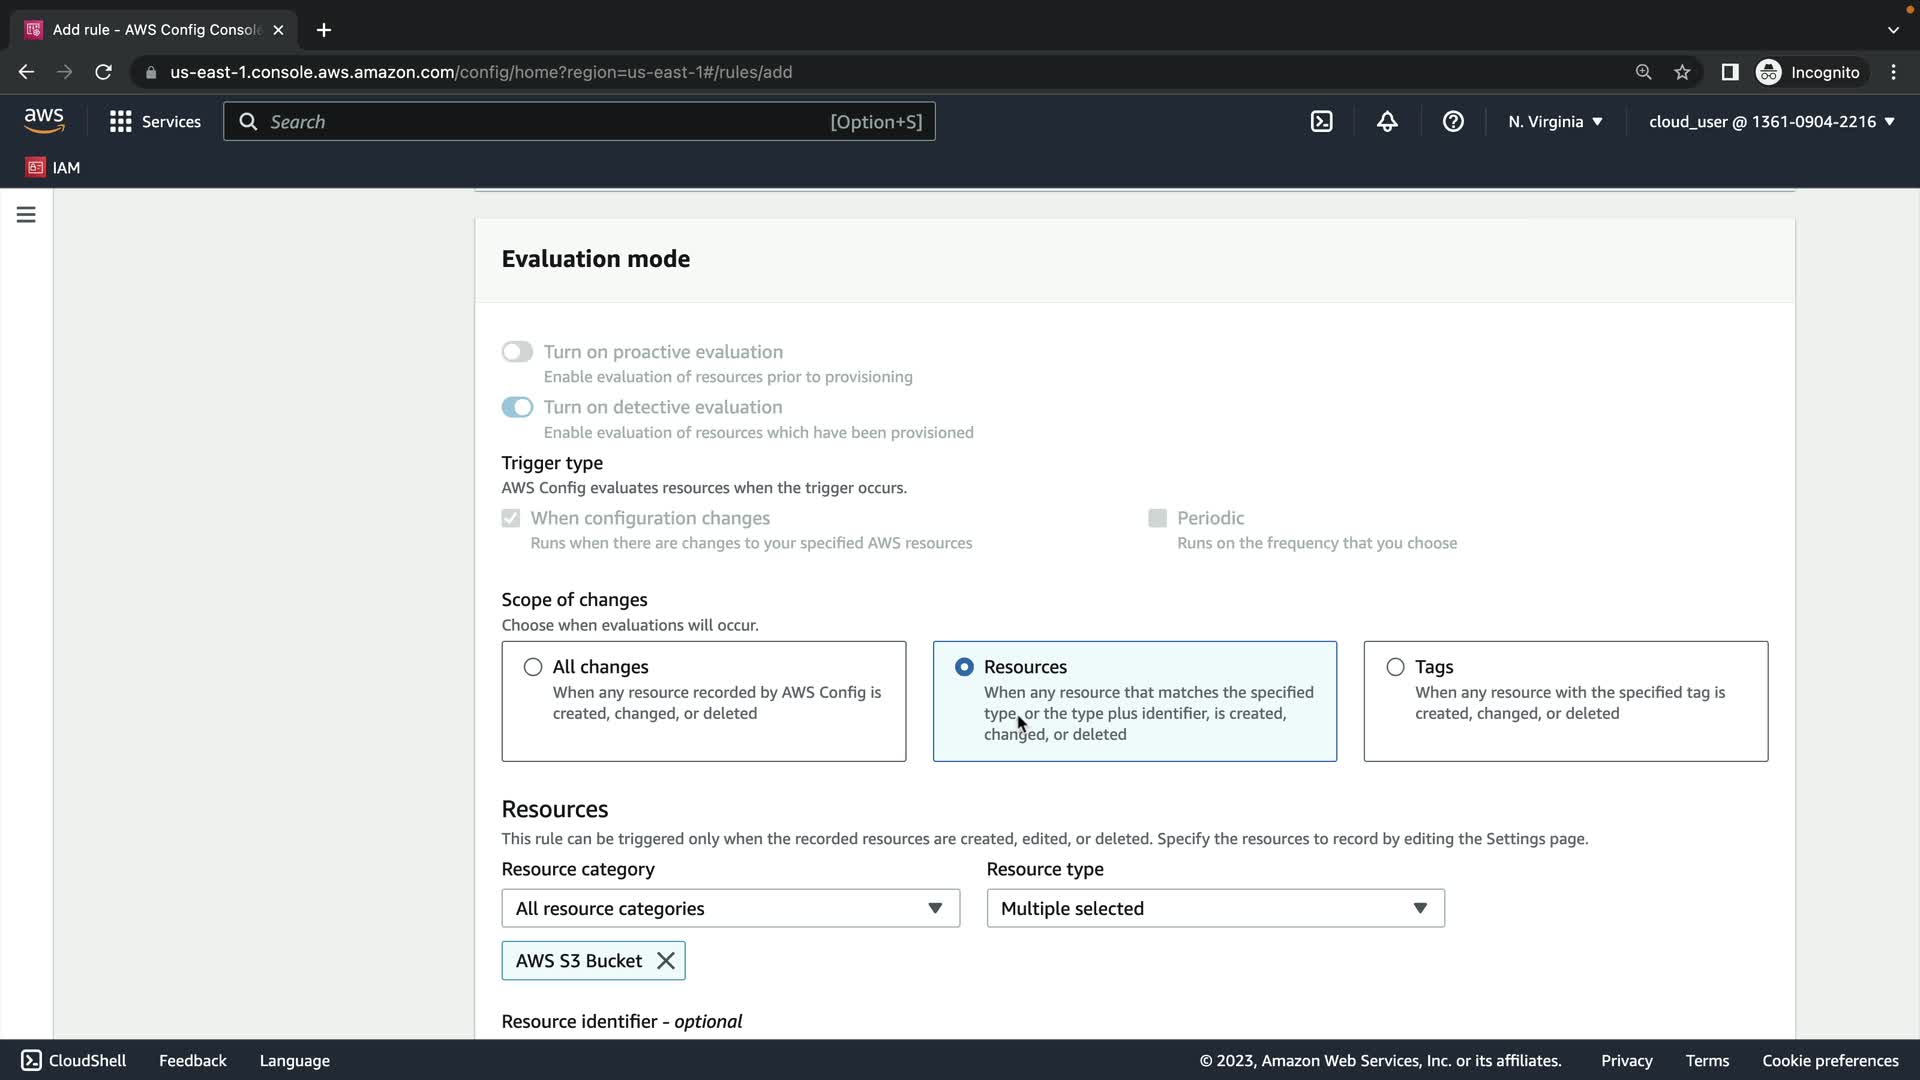 Add rule - AWS Config Console
us-east-1.console.aws.amazon.com/config/home?region=us-east-1#/rules/add
Incognito
aws
Services
Search
[Option+S]
N. Virginia
cloud_user @ 1361-0904-2216
IAM
Evaluation mode
Turn on proactive evaluation
Enable evaluation of resources prior to provisioning
Turn on detective evaluation
Enable evaluation of resources which have been provisioned
Trigger type
AWS Config evaluates resources when the trigger occurs.
When configuration changes
Runs when there are changes to your specified AWS resources
Periodic
Runs on the frequency that you choose
Scope of changes
Choose when evaluations will occur.
All changes
When any resource recorded by AWS Config is
created, changed, or deleted
Resources
When any resource that matches the specified
type, or the type plus identifier, is created,
changed, or deleted
Tags
When any resource with the specified tag is
created, changed, or deleted
Resources
This rule can be triggered only when the recorded resources are created, edited, or deleted. Specify the resources to record by editing the Settings page.
Resource category
Resource type
All resource categories
Multiple selected
AWS S3 Bucket
Resource identifier - optional
CloudShell
Feedback
Language
© 2023, Amazon Web Services, Inc. or its affiliates.
Privacy
Terms
Cookie preferences